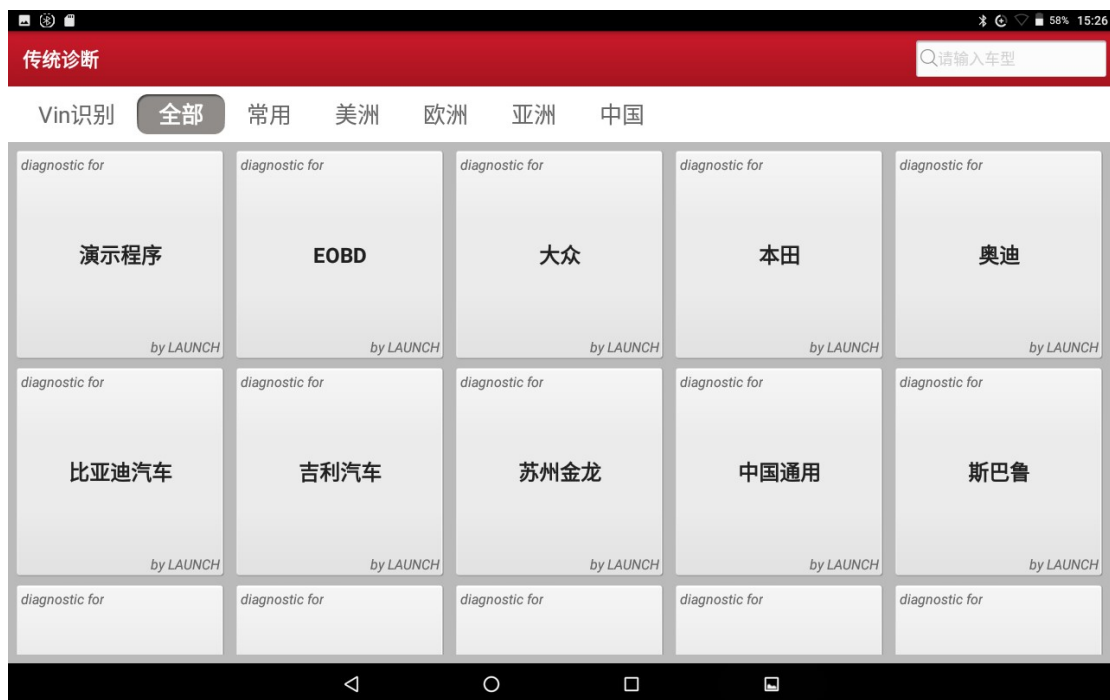 58% 15:26
传统诊断
请输入车型
Vin识别 全部 常用 美洲 欧洲 亚洲 中国
diagnostic for diagnostic for diagnostic for diagnostic for diagnostic for
演示程序 EOBD 大众 本田 奥迪
by LAUNCH by LAUNCH by LAUNCH by LAUNCH by LAUNCH
diagnostic for diagnostic for diagnostic for diagnostic for diagnostic for
比亚迪汽车 吉利汽车 苏州金龙 中国通用 斯巴鲁
by LAUNCH by LAUNCH by LAUNCH by LAUNCH by LAUNCH
diagnostic for diagnostic for diagnostic for diagnostic for diagnostic for